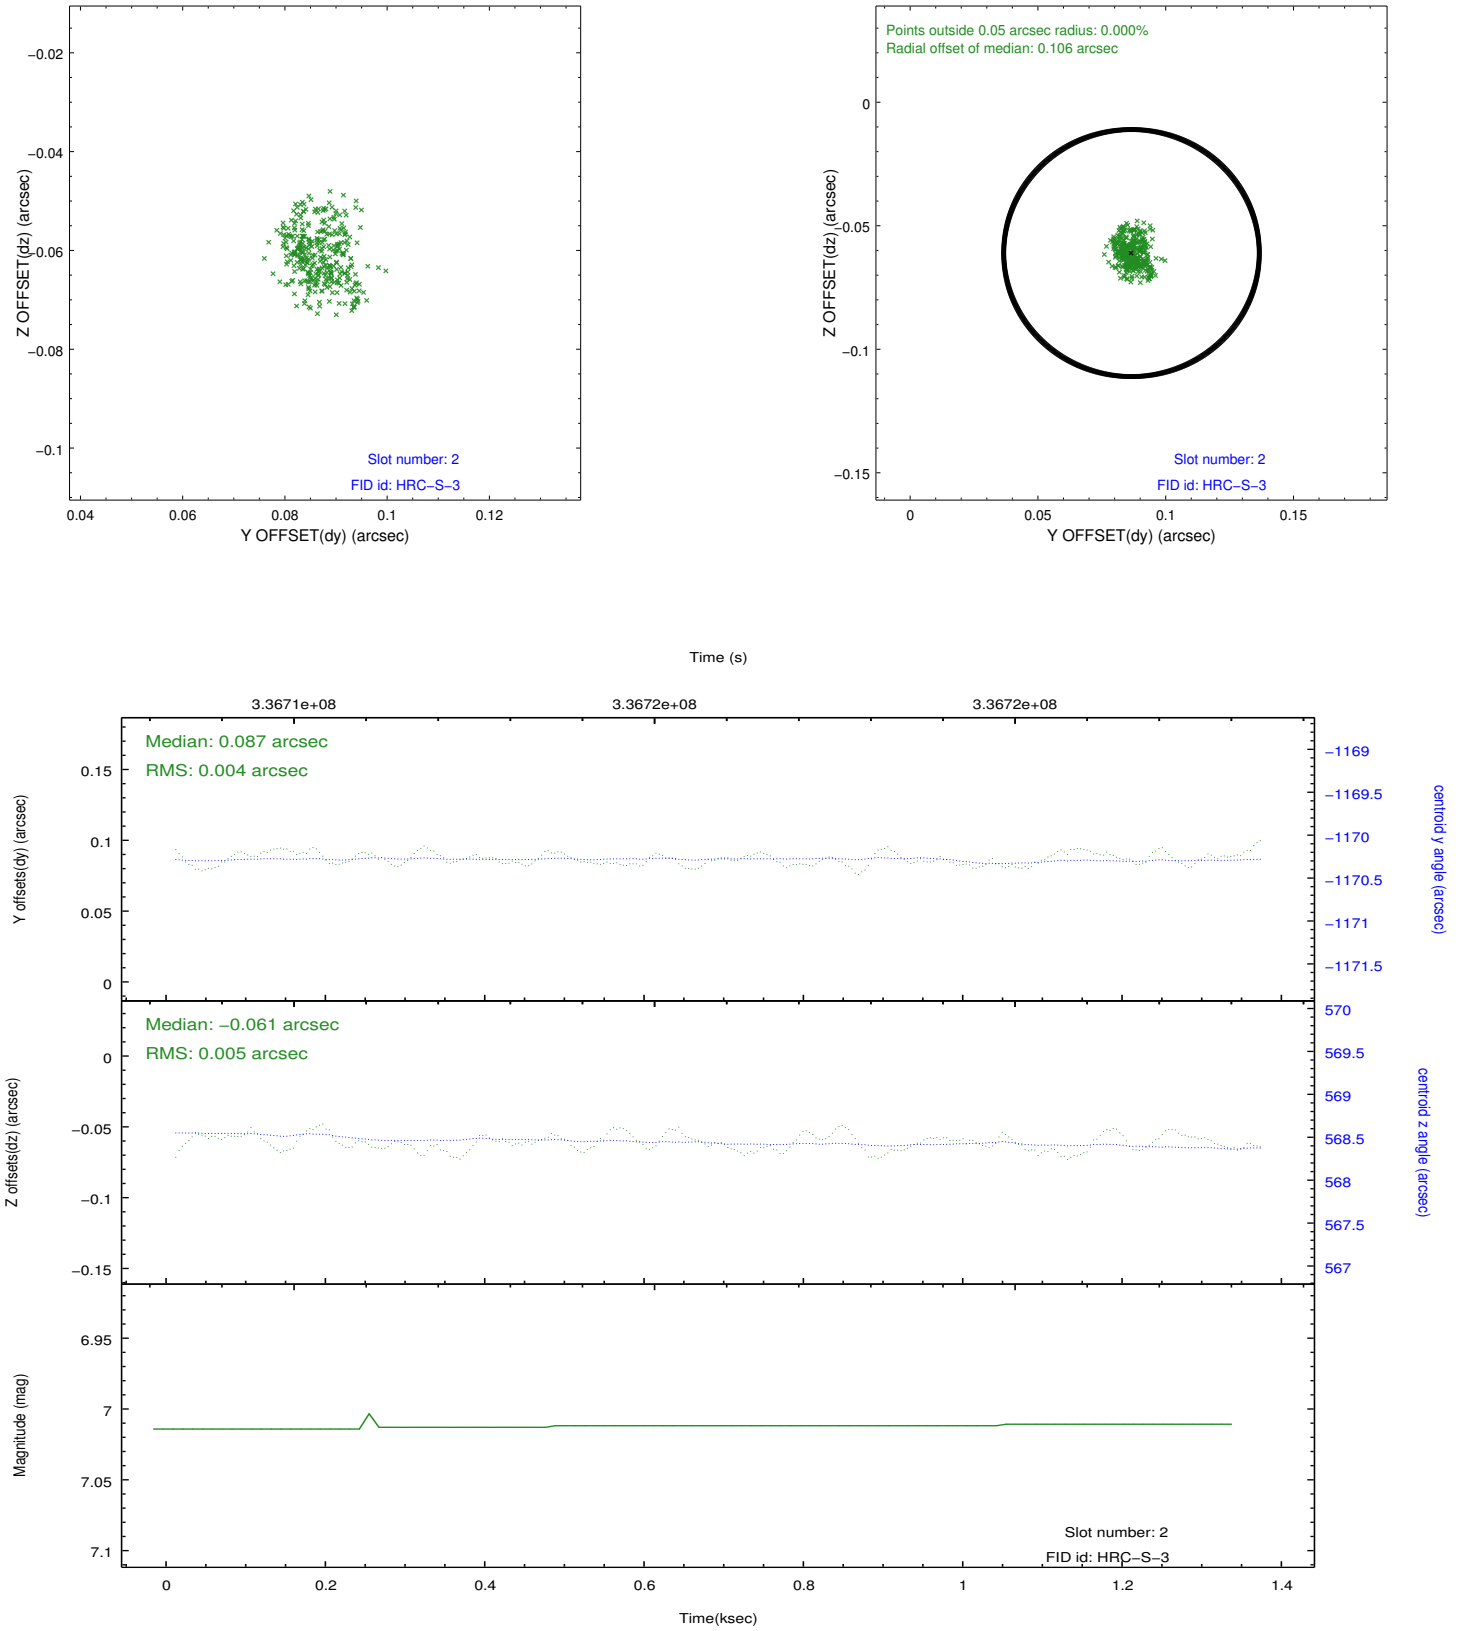 −0.02
−0.04
−0.06
−0.08
−0.1
Z OFFSET(dz) (arcsec)
Slot number: 2
FID id: HRC−S−3
0.04 0.06 0.08 0.1 0.12
Y OFFSET(dy) (arcsec)
Points outside 0.05 arcsec radius: 0.000%
Radial offset of median: 0.106 arcsec
0
−0.05
−0.1
−0.15
Z OFFSET(dz) (arcsec)
Slot number: 2
FID id: HRC−S−3
0 0.05 0.1 0.15
Y OFFSET(dy) (arcsec)
Time (s)
3.3671e+08 3.3672e+08 3.3672e+08
Median: 0.087 arcsec
RMS: 0.004 arcsec
0.15
0.1
0.05
0
Y offsets(dy) (arcsec)
−1169
−1169.5
−1170
−1170.5
−1171
−1171.5
centroid y angle (arcsec)
Median: −0.061 arcsec
RMS: 0.005 arcsec
0
−0.05
−0.1
−0.15
Z offsets(dz) (arcsec)
570
569.5
569
568.5
568
567.5
567
centroid z angle (arcsec)
6.95
7
7.05
7.1
Magnitude (mag)
Slot number: 2
FID id: HRC−S−3
0 0.2 0.4 0.6 0.8 1 1.2 1.4
Time(ksec)